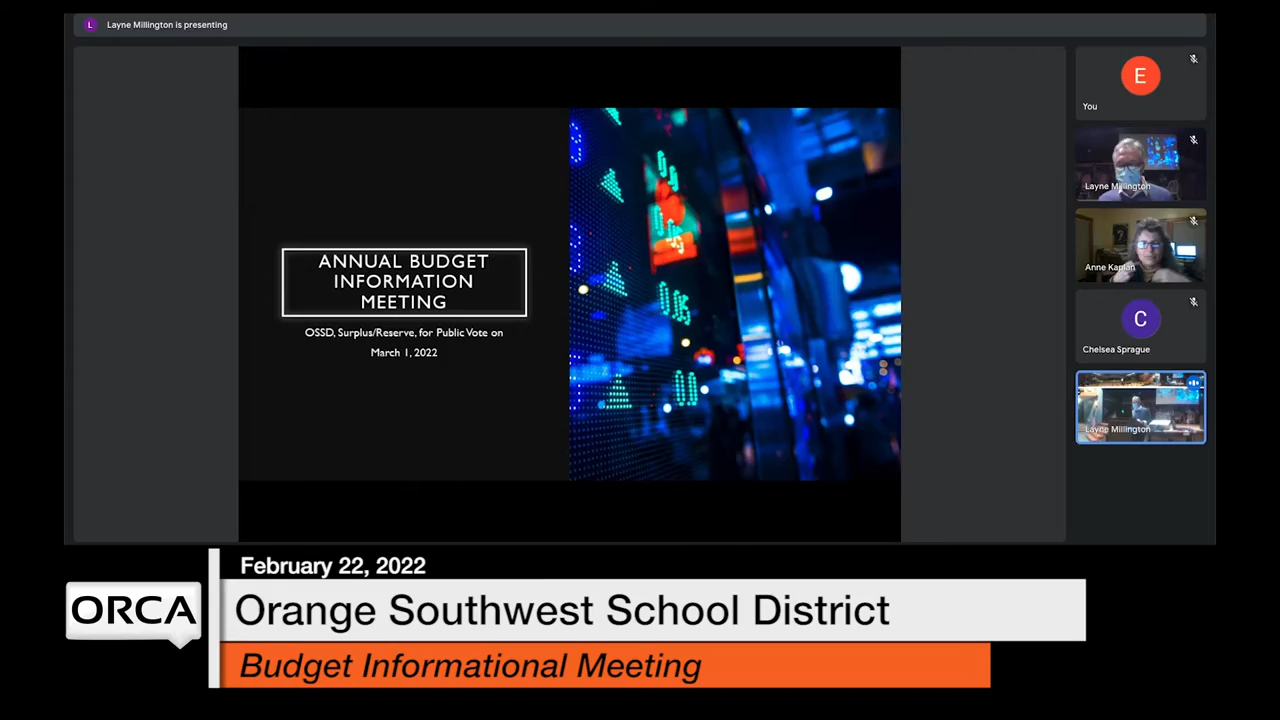 L Layne Millington is presenting
ANNUAL BUDGET
INFORMATION
MEETING
OSSD, Surplus/Reserve, for Public Vote on
March 1, 2022
E
You
Layne Millington
Anne Kaplan
C
Chelsea Sprague
Layne Millington
February 22, 2022
ORCA
Orange Southwest School District
Budget Informational Meeting